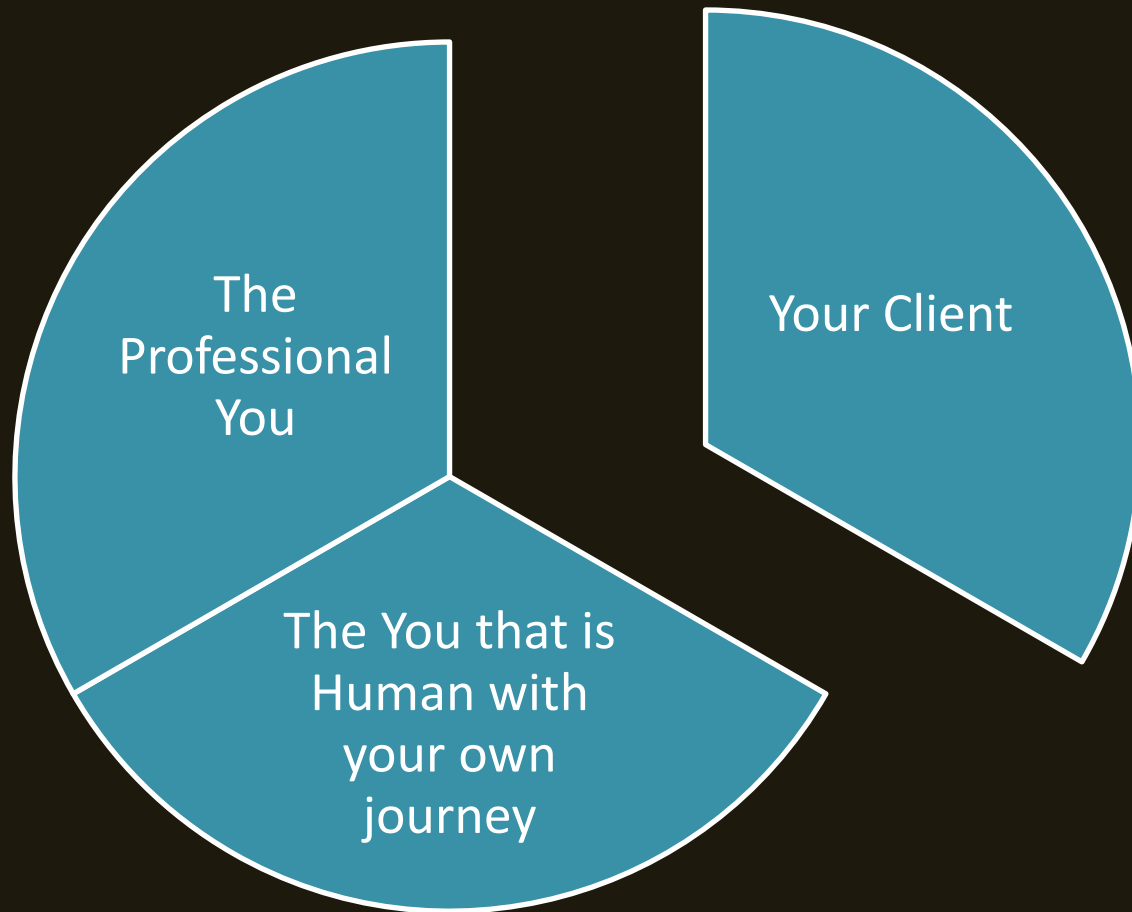 The
Professional
You
Your Client
The You that is
Human with
your own
journey